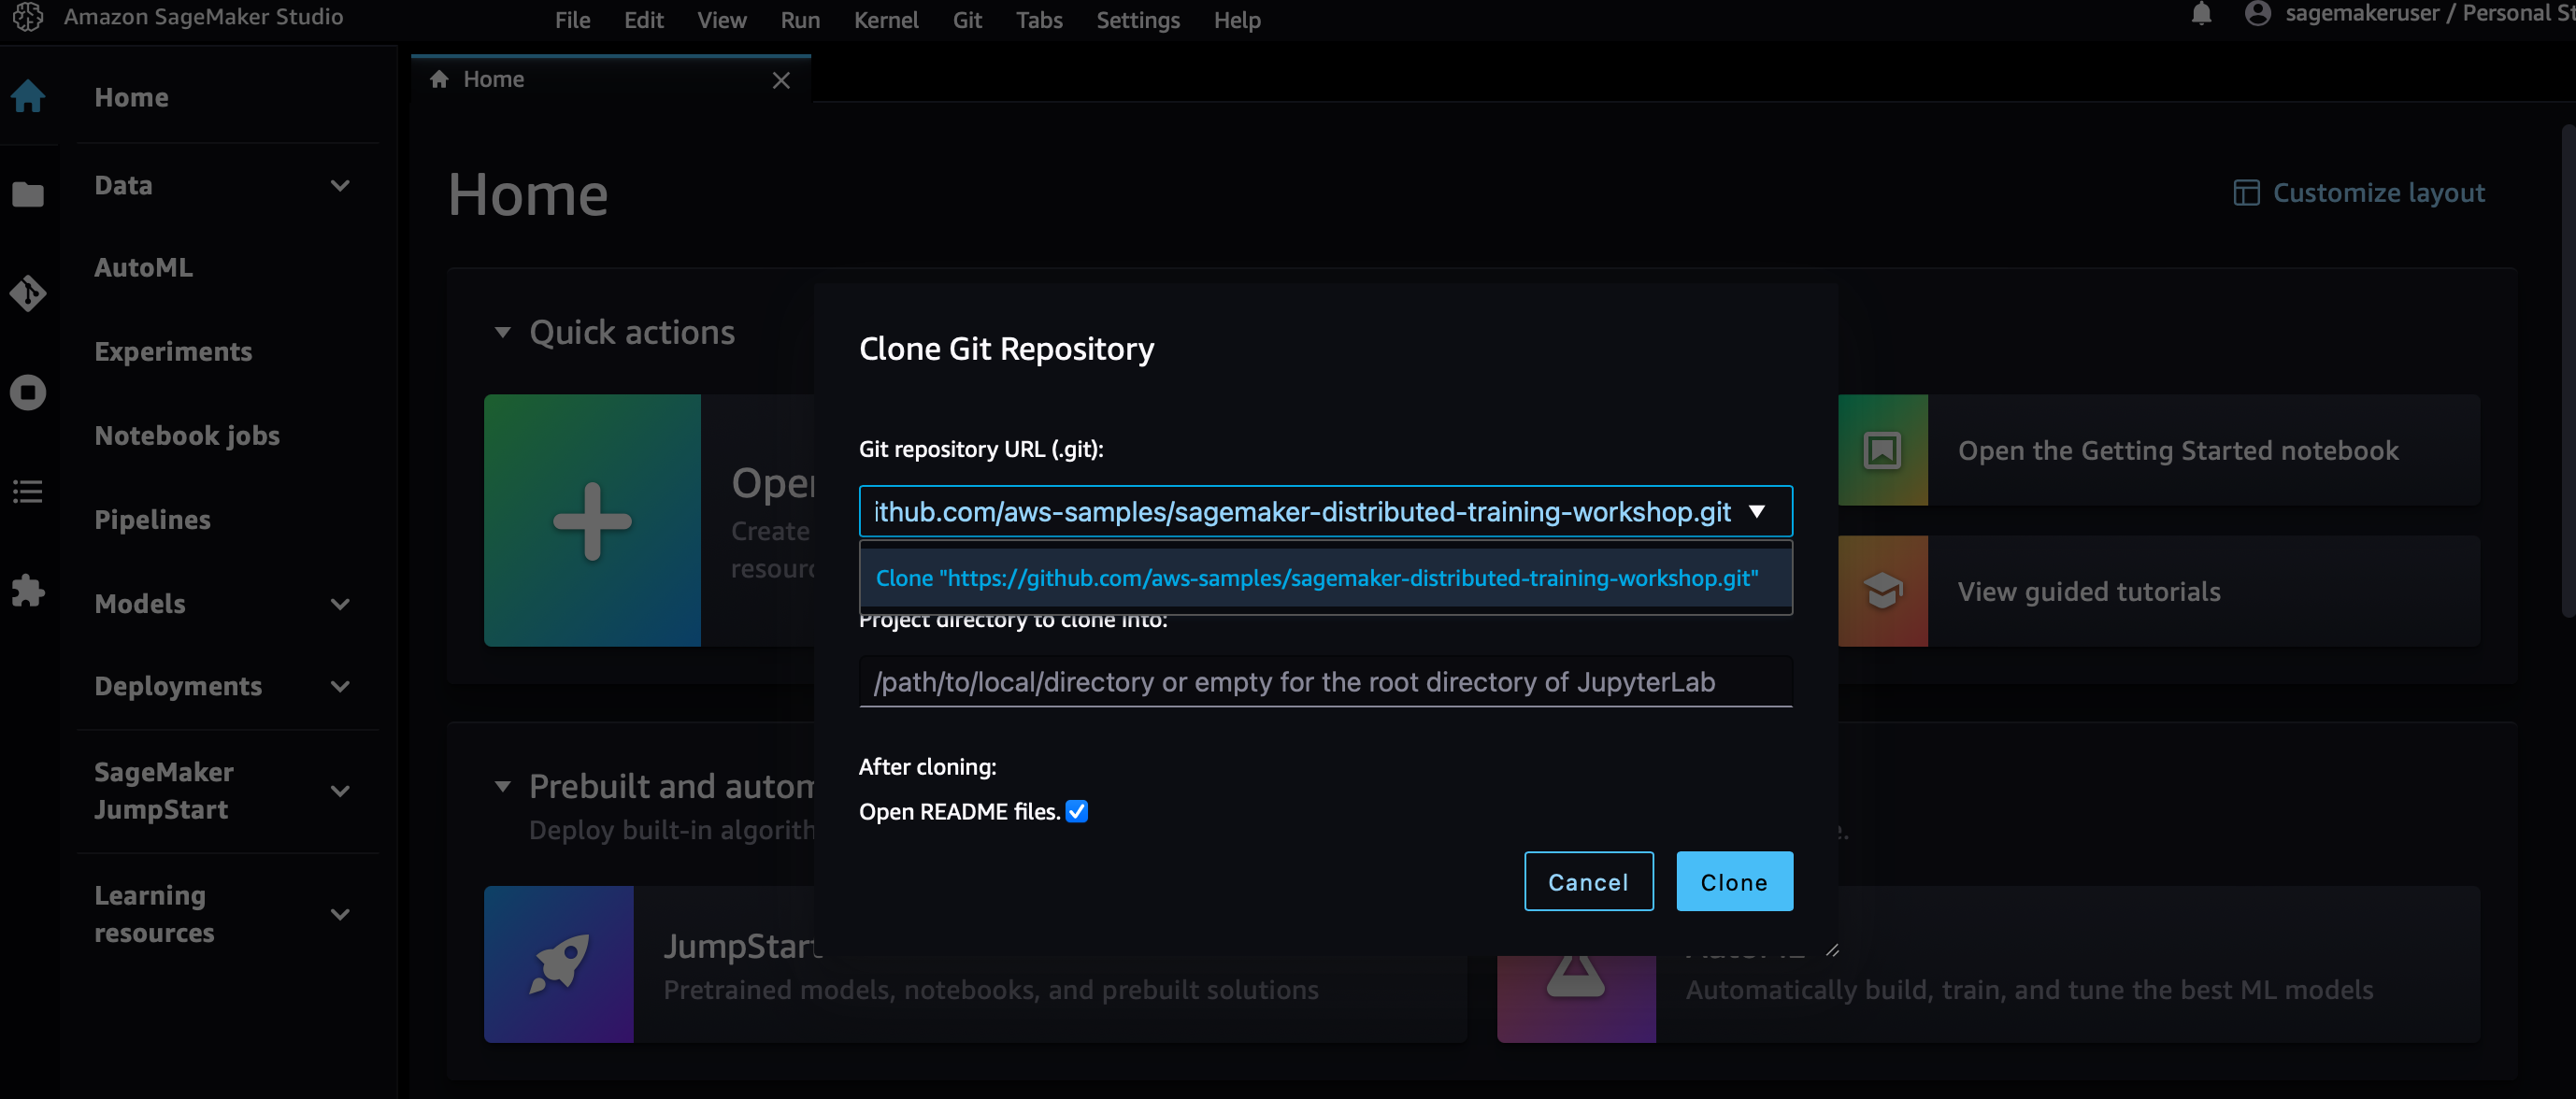 Amazon SageMaker Studio
File Edit View Run Kernel Git Tabs Settings Help
sagemakeruser / Personal
Home
Data
AutoML
Experiments
Notebook jobs
Pipelines
Models
Deployments
SageMaker
JumpStart
Learning
resources
Home
Home
Customize layout
Quick actions
Create
Open the Getting Started notebook
View guided tutorials
Clone Git Repository
Git repository URL (.git):
ithub.com/aws-samples/sagemaker-distributed-training-workshop.git
Clone "https://github.com/aws-samples/sagemaker-distributed-training-workshop.git"
Project directory to clone into:
/path/to/local/directory or empty for the root directory of JupyterLab
After cloning:
Open README files.
Cancel Clone
Prebuilt and autom
Deploy built-in algorith
JumpStart
Pretrained models, notebooks, and prebuilt solutions
AutoML
Automatically build, train, and tune the best ML models